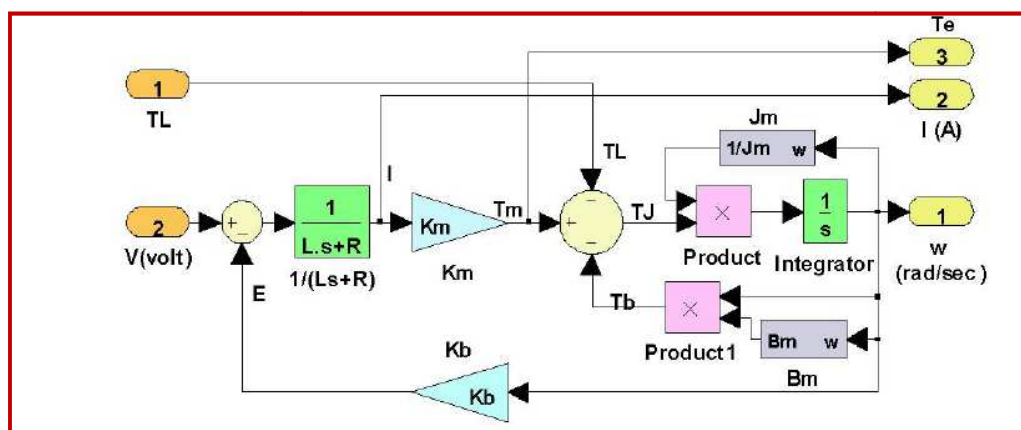 Te
3
1
TL
2
I (A)
Jm
1/Jm w
TL
I
2
V(volt)
+
−
1
L.s+R
1/(Ls+R)
Km
Km
Tm
−
+
−
TJ
×
Product
1
s
Integrator
1
w
(rad/sec )
E
Tb
×
Product1
Bm w
Bm
Kb
Kb